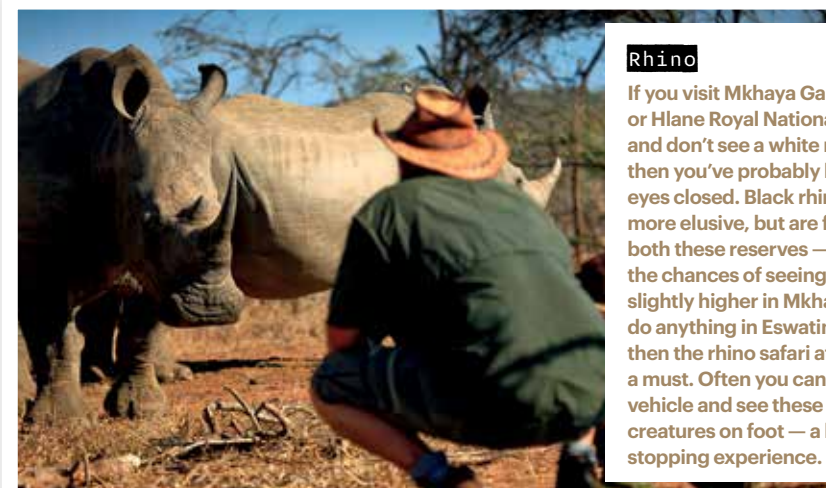 Rhino
If you visit Mkhaya Ga
or Hlane Royal Nationa
and don't see a white
then you've probably
eyes closed. Black rhin
more elusive, but are
both these reserves —
the chances of seeing
slightly higher in Mkha
do anything in Eswatin
then the rhino safari a
a must. Often you can
vehicle and see these
creatures on foot — a
stopping experience.